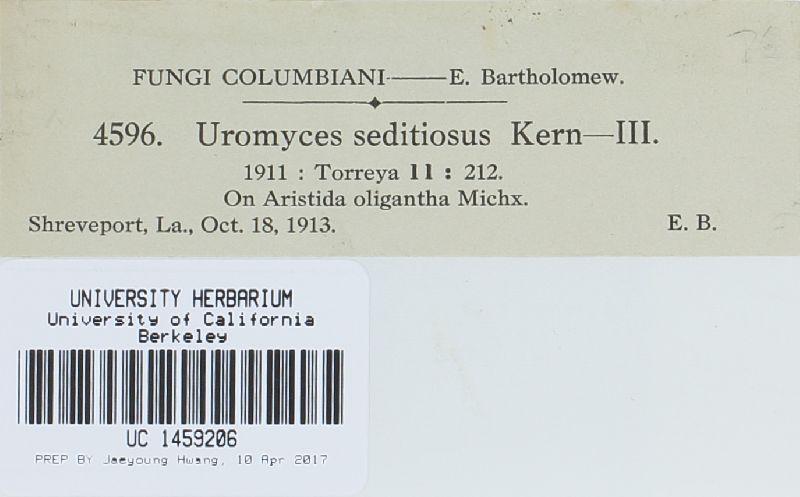 FUNGI COLUMBIANI——E. Bartholomew.
4596. Uromyces seditiosus Kern—III.
1911 : Torreya 11 : 212.
On Aristida oligantha Michx.
Shreveport, La., Oct. 18, 1913. E. B.
UNIVERSITY HERBARIUM
University of California
Berkeley
UC 1459206
PREP BY Jaeyoung Hwang, 10 Apr 2017